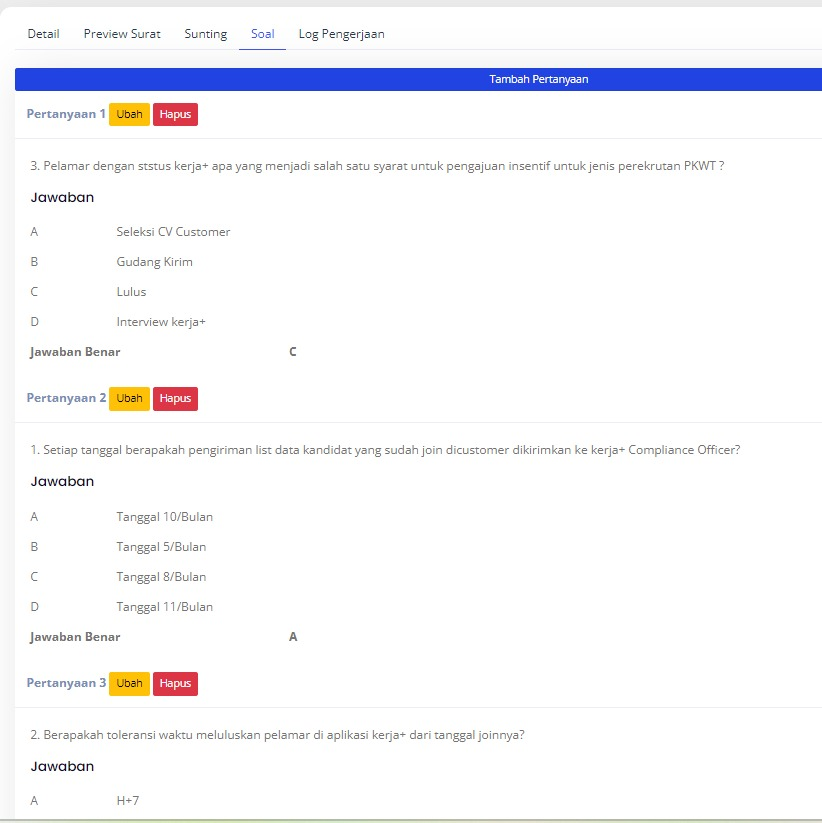 Detail Preview Surat Sunting Soal Log Pengerjaan
Tambah Pertanyaan
Pertanyaan 1 Ubah Hapus
3. Pelamar dengan ststus kerja+ apa yang menjadi salah satu syarat untuk pengajuan insentif untuk jenis perekrutan PKWT ?
Jawaban
A Seleksi CV Customer
B Gudang Kirim
C Lulus
D Interview kerja+
Jawaban Benar C
Pertanyaan 2 Ubah Hapus
1. Setiap tanggal berapakah pengiriman list data kandidat yang sudah join dicustomer dikirimkan ke kerja+ Compliance Officer?
Jawaban
A Tanggal 10/Bulan
B Tanggal 5/Bulan
C Tanggal 8/Bulan
D Tanggal 11/Bulan
Jawaban Benar A
Pertanyaan 3 Ubah Hapus
2. Berapakah toleransi waktu meluluskan pelamar di aplikasi kerja+ dari tanggal joinnya?
Jawaban
A H+7